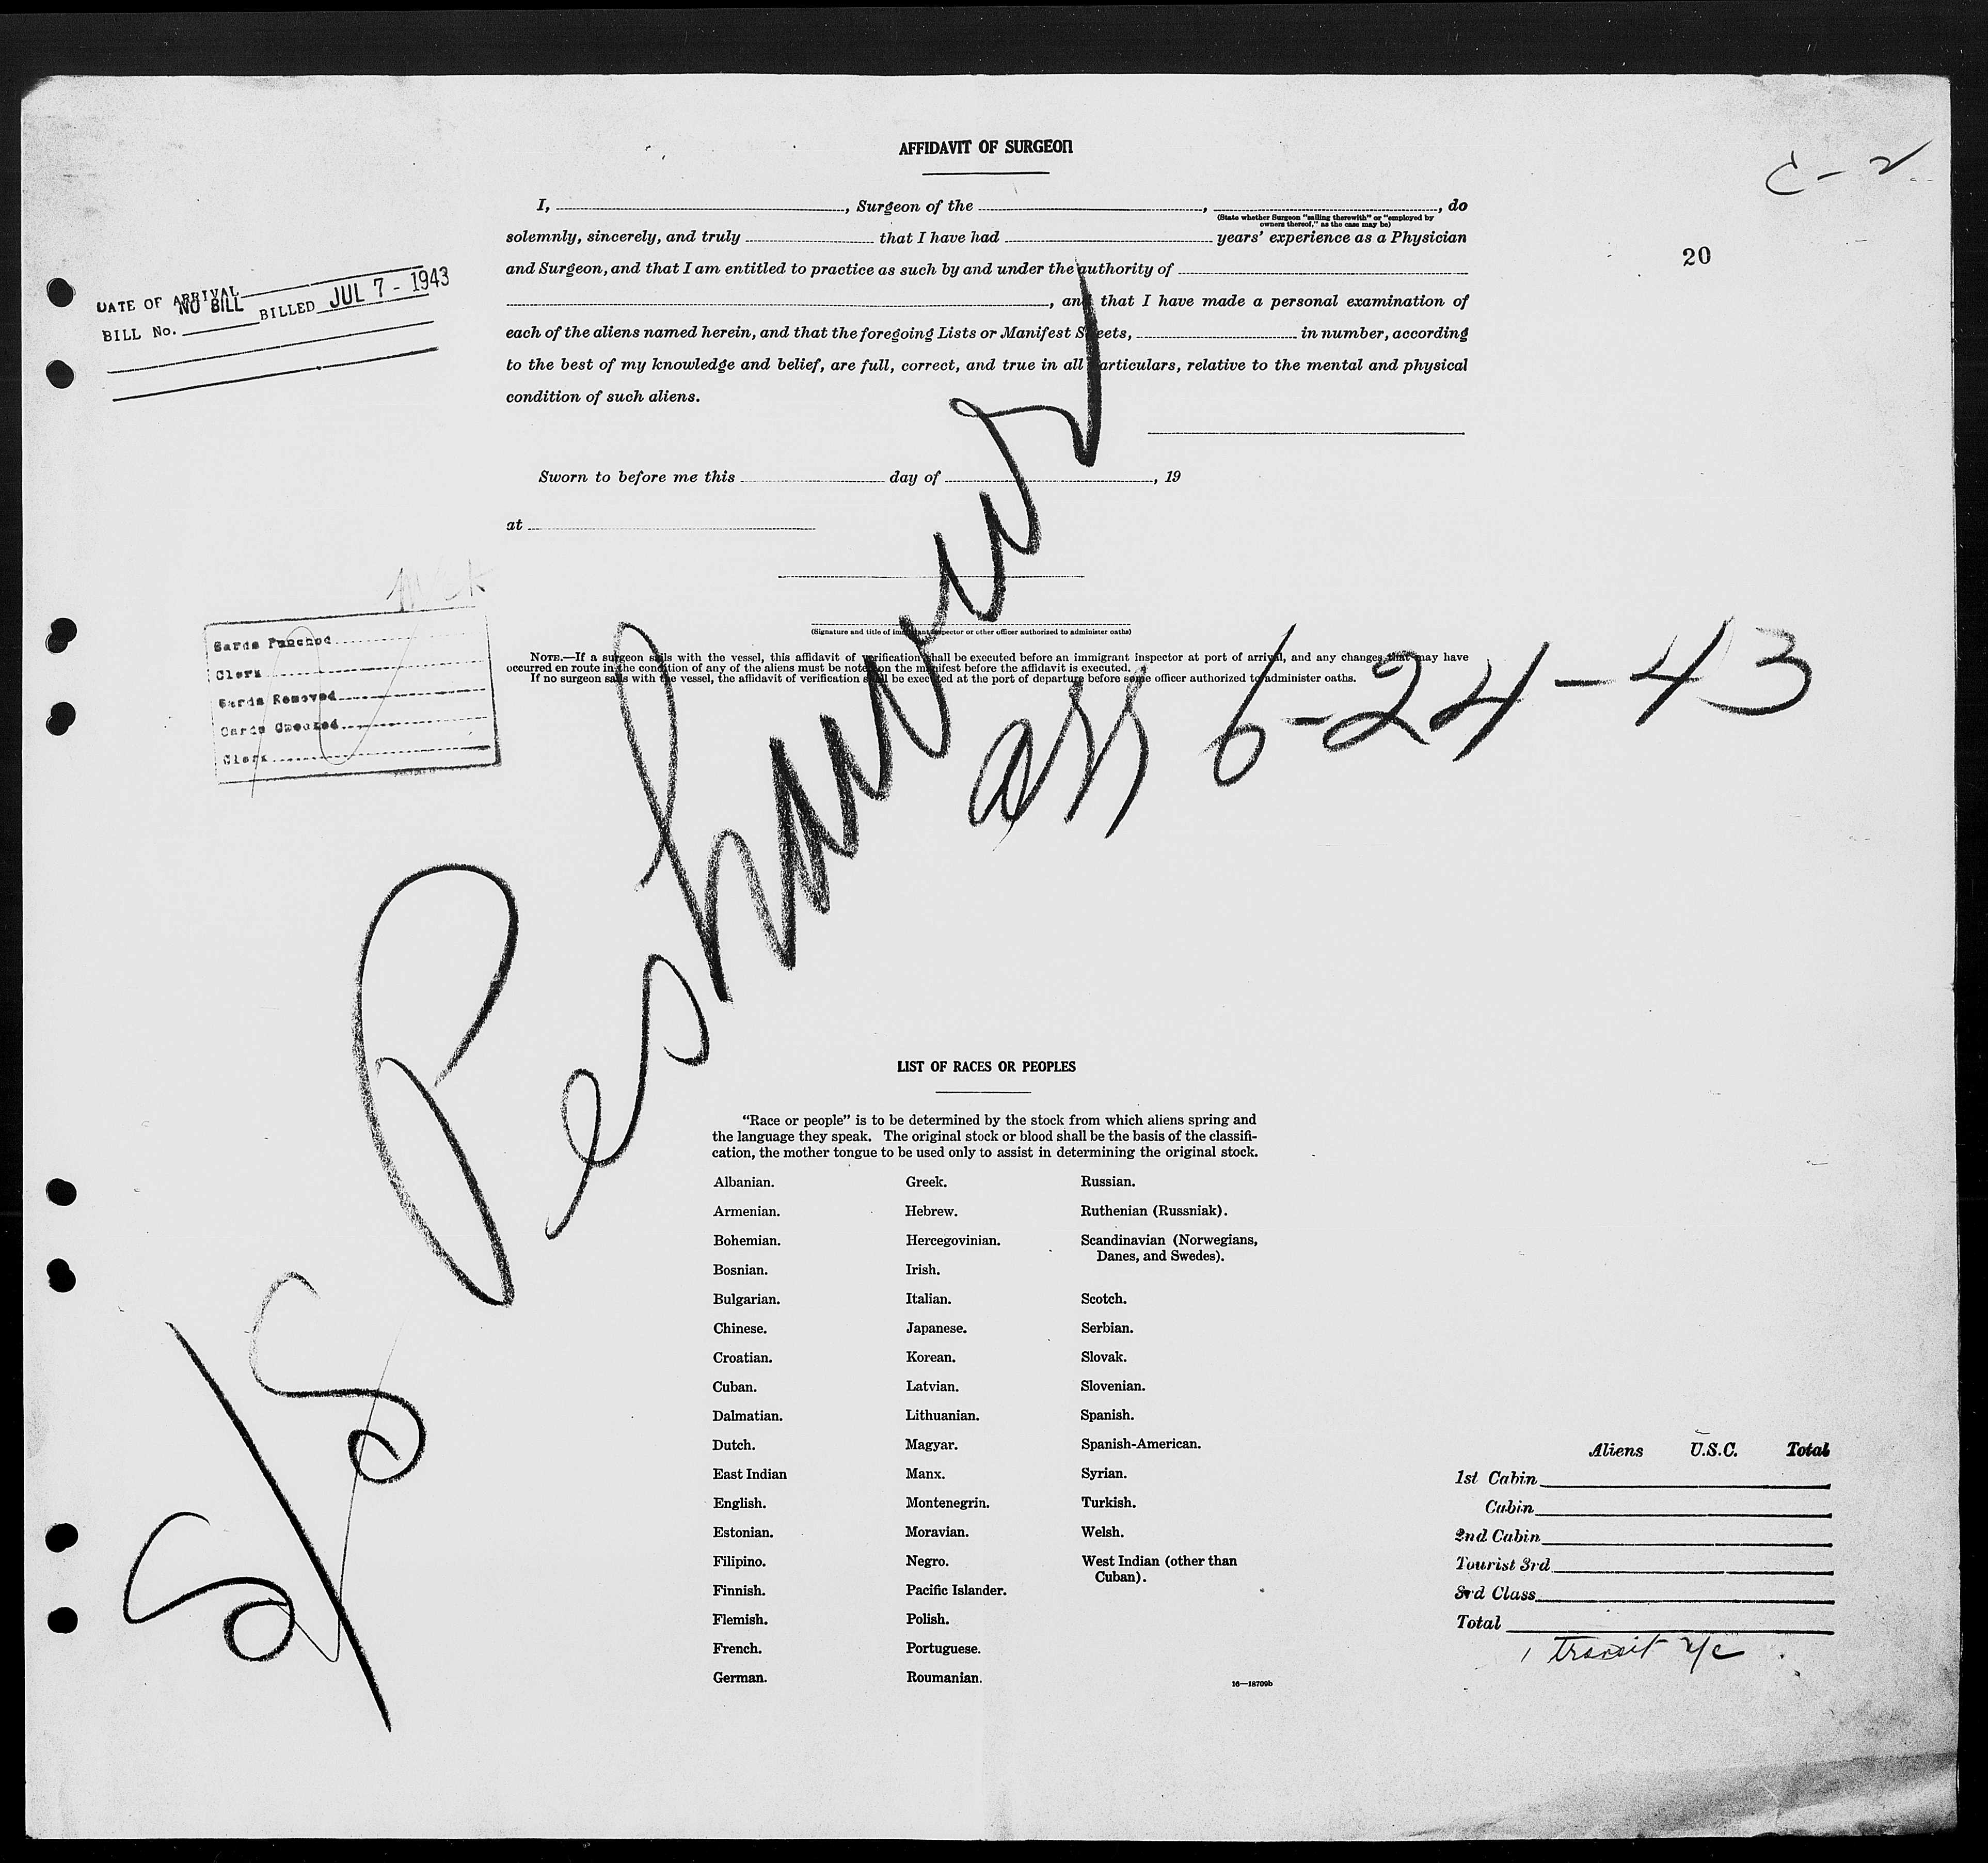 AFFIDAVIT OF SURGEON
C - 2
I, , Surgeon of the , , do
(State whether Surgeon "sailing therewith" or "employed by
owners thereof," as the case may be)
solemnly, sincerely, and truly that I have had years' experience as a Physician
20
and Surgeon, and that I am entitled to practice as such by and under the authority of
, and that I have made a personal examination of
each of the aliens named herein, and that the foregoing Lists or Manifest Sheets, in number, according
to the best of my knowledge and belief, are full, correct, and true in all particulars, relative to the mental and physical
condition of such aliens.
DATE OF ARRIVAL
NO BILL
BILL No. BILLED JUL 7 - 1943
Sworn to before me this day of , 19
at
(Signature and title of immigrant inspector or other officer authorized to administer oaths)
NOTE.—If a surgeon sails with the vessel, this affidavit of verification shall be executed before an immigrant inspector at port of arrival, and any changes that may have
occurred en route in the condition of any of the aliens must be noted on the manifest before the affidavit is executed.
If no surgeon sails with the vessel, the affidavit of verification shall be executed at the port of departure before some officer authorized to administer oaths.
Cards Punched
Clerk
Cards Removed
Cards Checked
Clerk
S/S Peshawur
arr 6-24-43
LIST OF RACES OR PEOPLES
"Race or people" is to be determined by the stock from which aliens spring and
the language they speak. The original stock or blood shall be the basis of the classifi-
cation, the mother tongue to be used only to assist in determining the original stock.
Albanian.
Armenian.
Bohemian.
Bosnian.
Bulgarian.
Chinese.
Croatian.
Cuban.
Dalmatian.
Dutch.
East Indian
English.
Estonian.
Filipino.
Finnish.
Flemish.
French.
German.
Greek.
Hebrew.
Hercegovinian.
Irish.
Italian.
Japanese.
Korean.
Latvian.
Lithuanian.
Magyar.
Manx.
Montenegrin.
Moravian.
Negro.
Pacific Islander.
Polish.
Portuguese.
Roumanian.
Russian.
Ruthenian (Russniak).
Scandinavian (Norwegians,
Danes, and Swedes).
Scotch.
Serbian.
Slovak.
Slovenian.
Spanish.
Spanish-American.
Syrian.
Turkish.
Welsh.
West Indian (other than
Cuban).
16—18709b
Aliens U.S.C. Total
1st Cabin
Cabin
2nd Cabin
Tourist 3rd
3rd Class
Total
1 transit